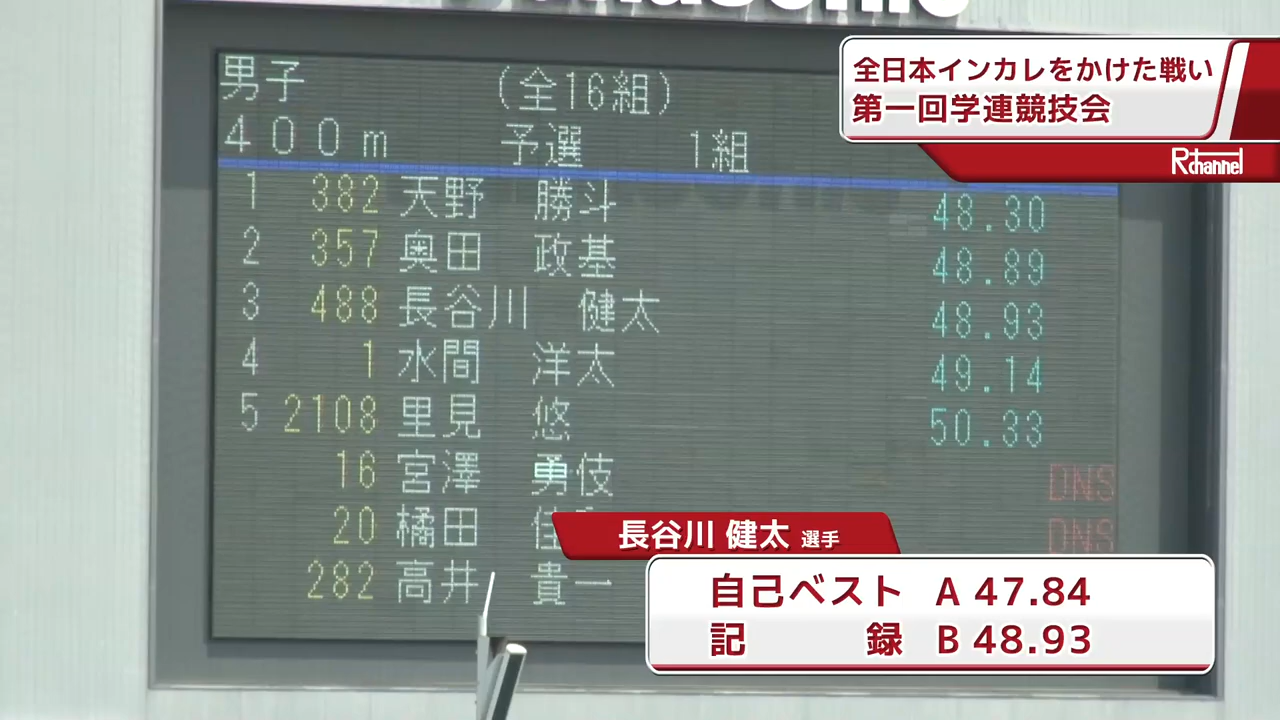 全日本インカレをかけた戦い
第一回学連競技会
Rchannel
男子 (全16組)
400m 予選 1組
1 382 天野 勝斗 48.30
2 357 奥田 政基 48.89
3 488 長谷川 健太 48.93
4 1 水間 洋太 49.14
5 2108 里見 悠 50.33
16 宮澤 勇伎 DNS
20 橘田 佳 DNS
282 高井 貴一
長谷川 健太 選手
自己ベスト A 47.84
記録 B 48.93